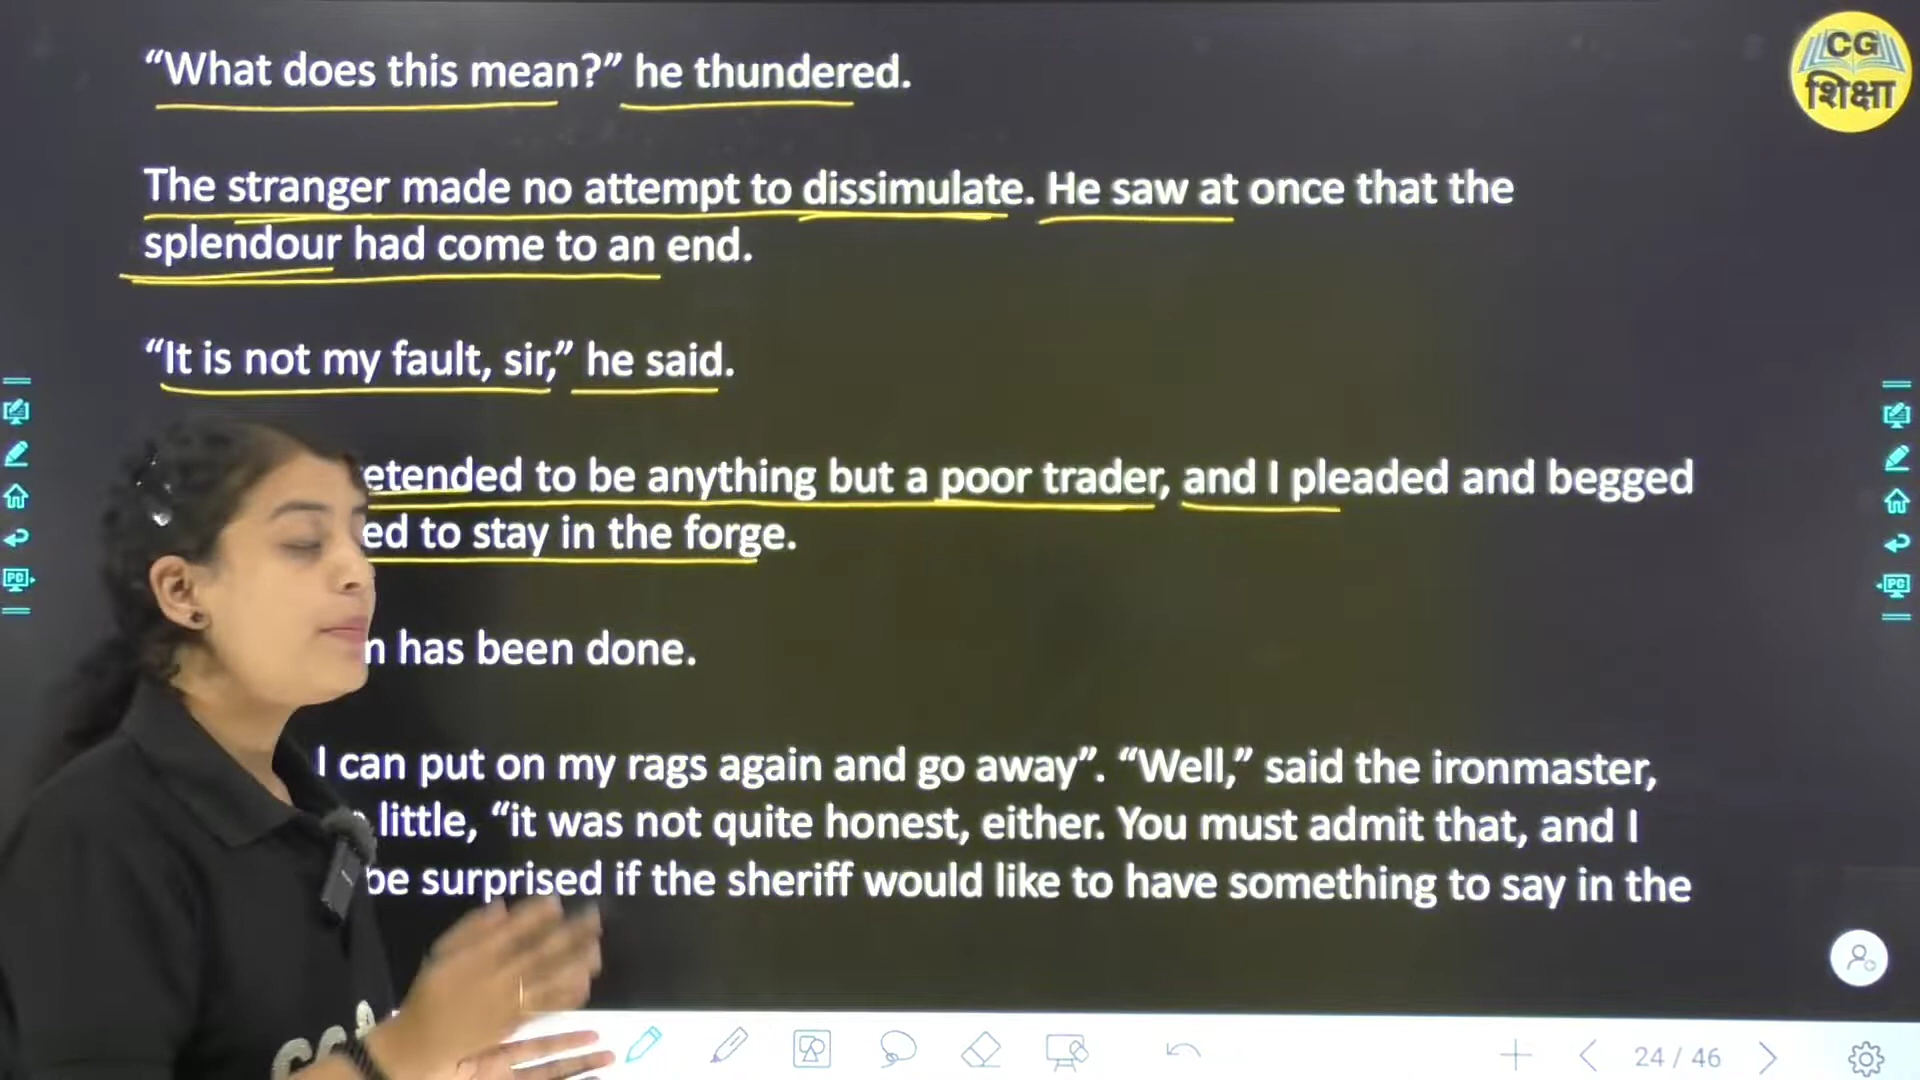 “What does this mean?” he thundered.
CG
शिक्षा
The stranger made no attempt to dissimulate. He saw at once that the
splendour had come to an end.
“It is not my fault, sir,” he said.
to be anything but a poor trader, and I pleaded and begged
to stay in the forge.
has been done.
I can put on my rags again and go away”. “Well,” said the ironmaster,
little, “it was not quite honest, either. You must admit that, and I
be surprised if the sheriff would like to have something to say in the
PC
PC
24 / 46